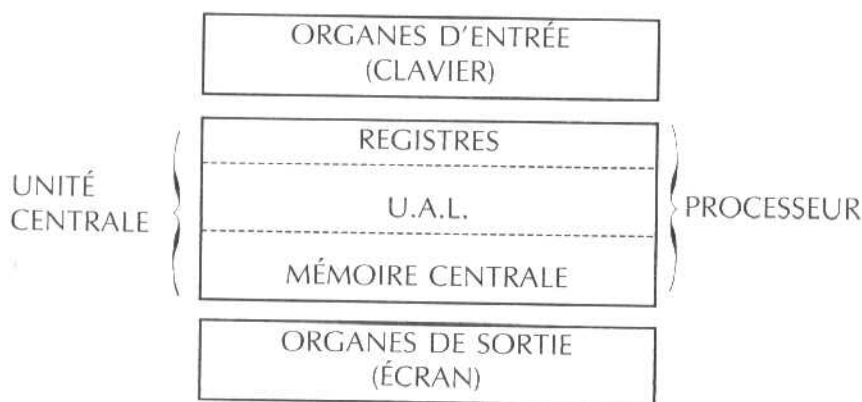 ORGANES D'ENTRÉE
(CLAVIER)
REGISTRES
UNITÉ
CENTRALE
U.A.L.
PROCESSEUR
MÉMOIRE CENTRALE
ORGANES DE SORTIE
(ÉCRAN)